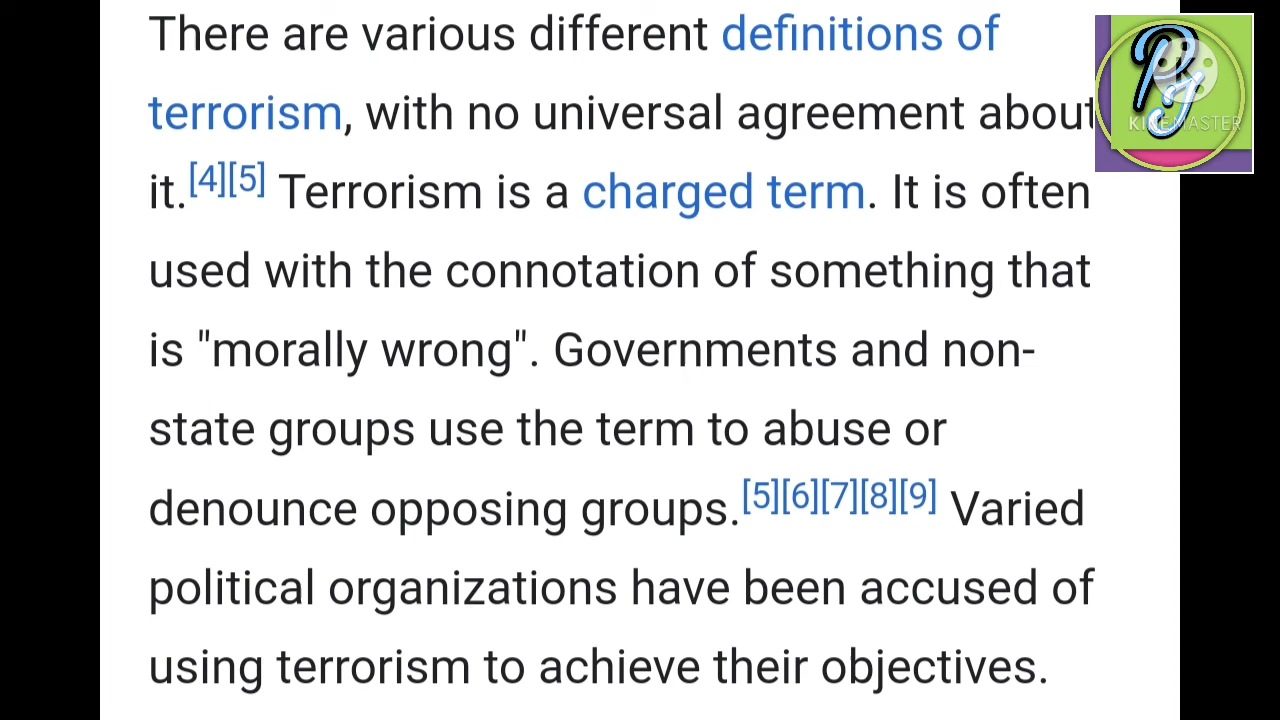 There are various different definitions of
terrorism, with no universal agreement about
it.[4][5] Terrorism is a charged term. It is often
used with the connotation of something that
is "morally wrong". Governments and non-
state groups use the term to abuse or
denounce opposing groups.[5][6][7][8][9] Varied
political organizations have been accused of
using terrorism to achieve their objectives.
KINEMASTER